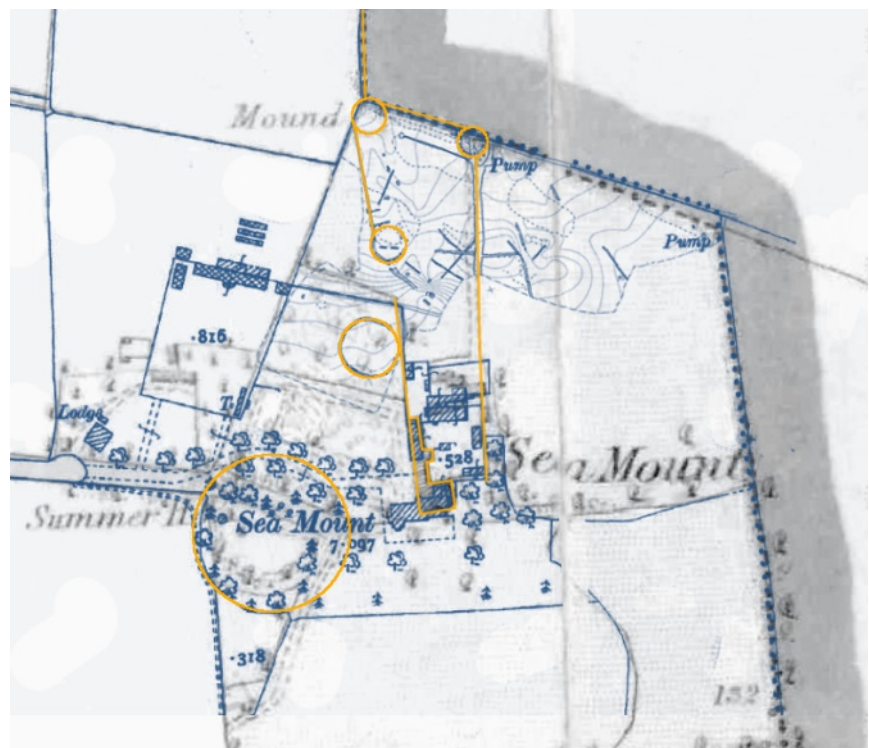 Mound
Pump
Pump
·816
T.
Lodge
·528
Sea Mount
Summer H
Sea Mount
7·097
·318
132